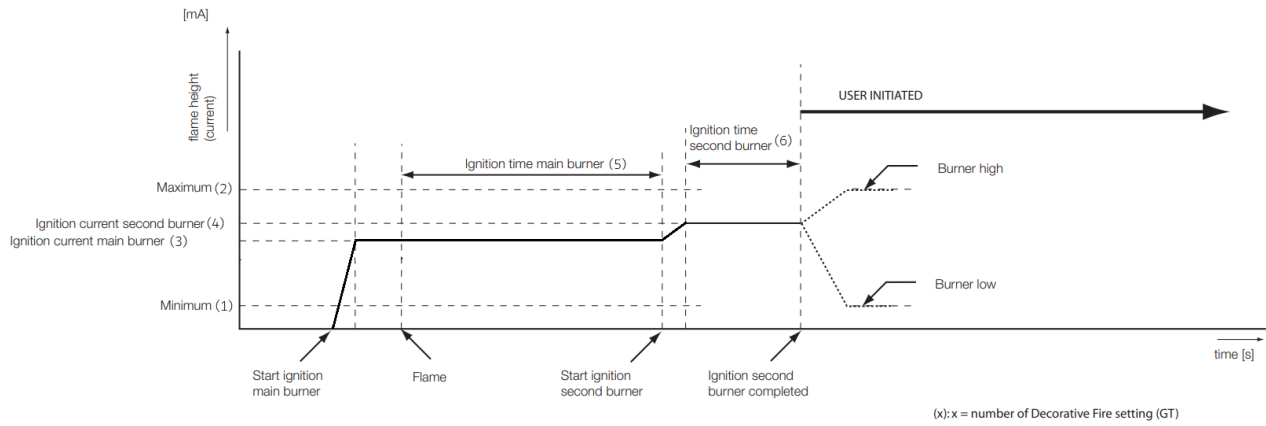 [mA]
flame height
(current)
USER INITIATED
Ignition time
second burner (6)
Ignition time main burner (5)
Burner high
Maximum (2)
Ignition current second burner (4)
Ignition current main burner (3)
Burner low
Minimum (1)
time [s]
Start ignition
main burner
Flame
Start ignition
second burner
Ignition second
burner completed
(x): x = number of Decorative Fire setting (GT)